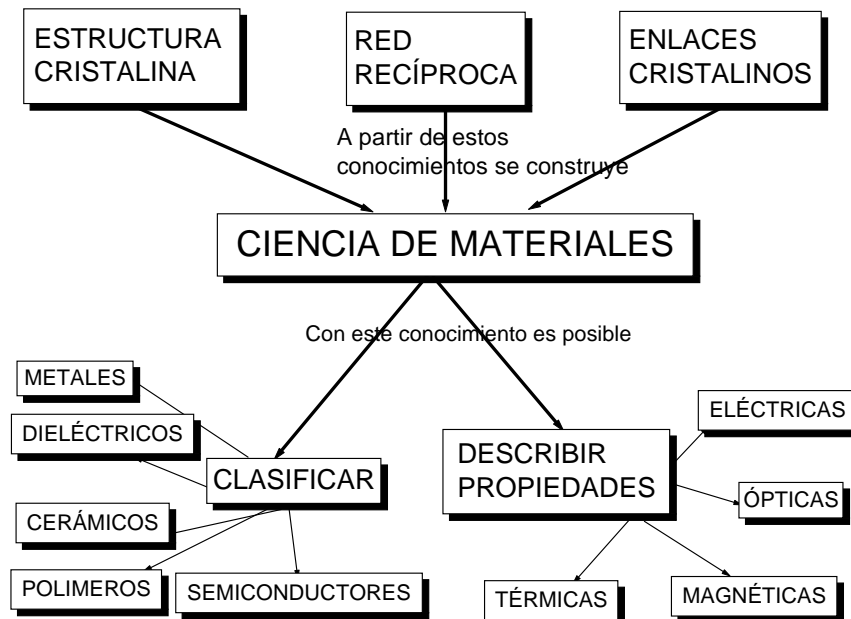 ESTRUCTURA
CRISTALINA
RED
RECÍPROCA
ENLACES
CRISTALINOS
A partir de estos
conocimientos se construye
CIENCIA DE MATERIALES
Con este conocimiento es posible
METALES
DIELÉCTRICOS
CLASIFICAR
CERÁMICOS
POLIMEROS
SEMICONDUCTORES
DESCRIBIR
PROPIEDADES
ELÉCTRICAS
ÓPTICAS
TÉRMICAS
MAGNÉTICAS